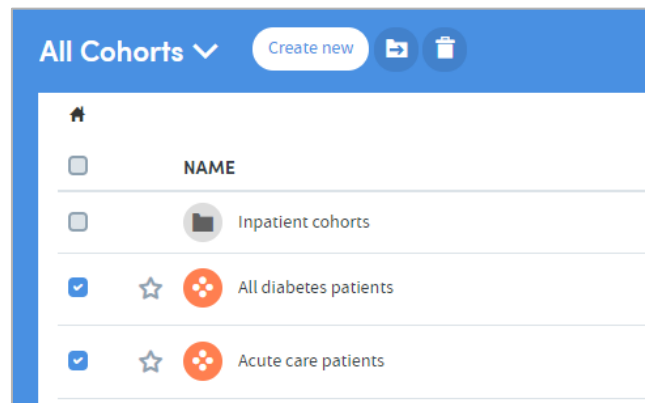 All Cohorts Create new
NAME
Inpatient cohorts
All diabetes patients
Acute care patients